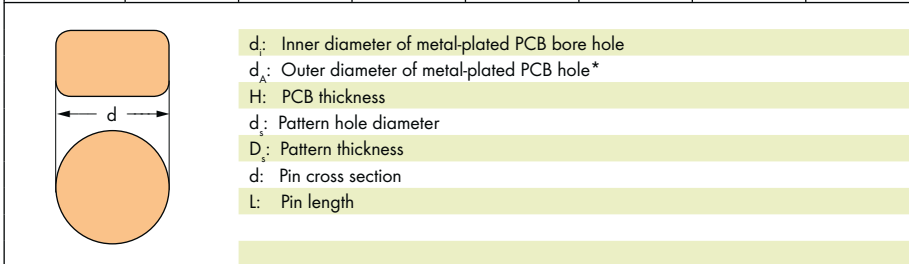 d
di: Inner diameter of metal-plated PCB bore hole
dA: Outer diameter of metal-plated PCB hole*
H: PCB thickness
ds: Pattern hole diameter
Ds: Pattern thickness
d: Pin cross section
L: Pin length